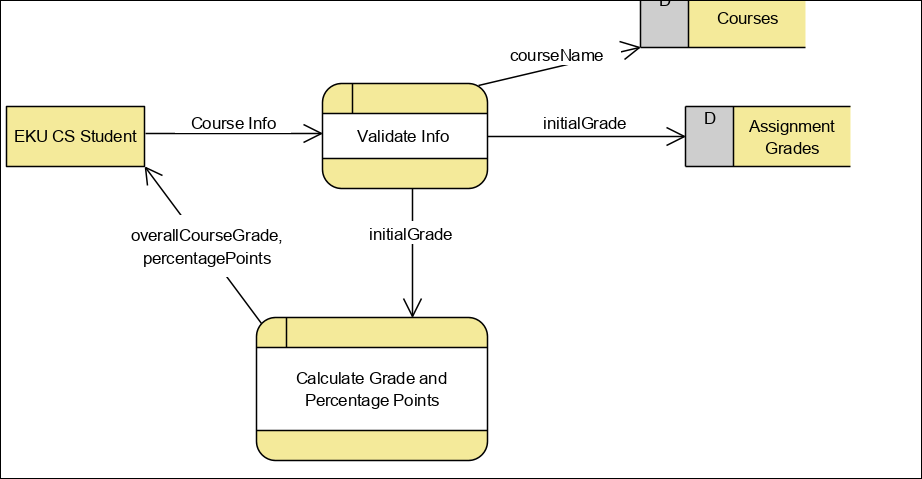 D
Courses
courseName
EKU CS Student
Course Info
Validate Info
initialGrade
D
Assignment
Grades
overallCourseGrade,
percentagePoints
initialGrade
Calculate Grade and
Percentage Points